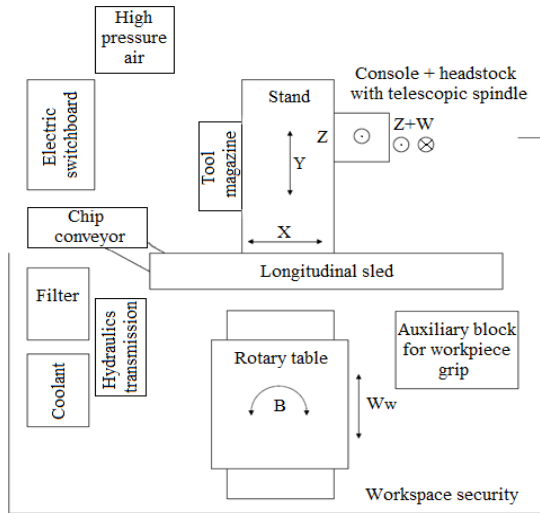 High
pressure
air
Console + headstock
with telescopic spindle
Stand
Electric
switchboard
Tool
magazine
Z
Z+W
Y
Chip
conveyor
X
Longitudinal sled
Filter
Hydraulics
transmission
Coolant
Rotary table
B
Ww
Auxiliary block
for workpiece
grip
Workspace security